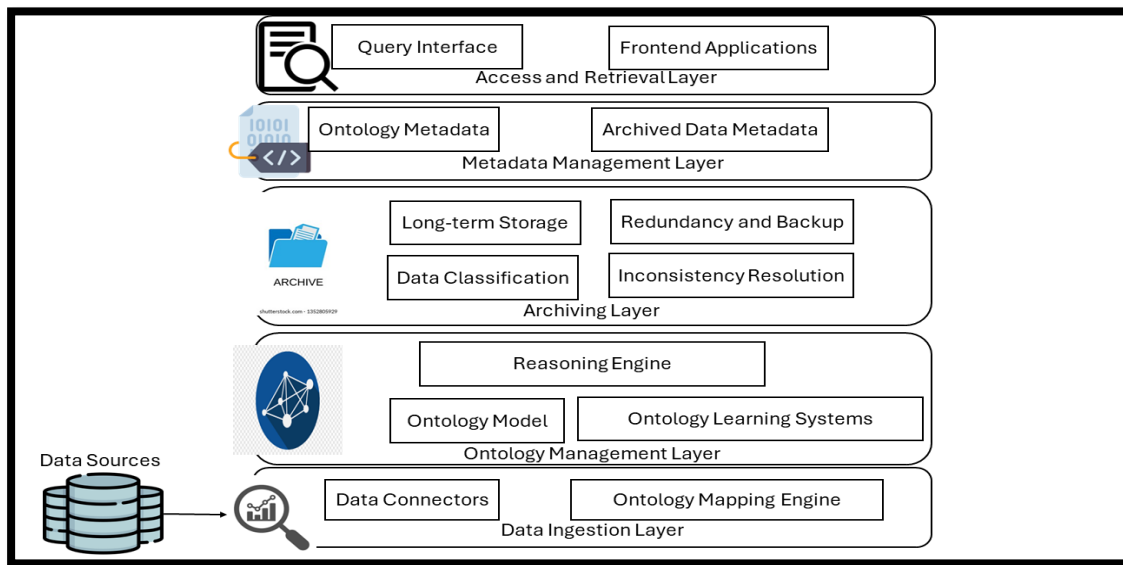 Query Interface
Frontend Applications
Access and Retrieval Layer
10101
01010
</>
Ontology Metadata
Archived Data Metadata
Metadata Management Layer
Long-term Storage
Redundancy and Backup
ARCHIVE
Data Classification
Inconsistency Resolution
shutterstock.com - 1352805929
Archiving Layer
Reasoning Engine
Ontology Model
Ontology Learning Systems
Ontology Management Layer
Data Sources
Data Connectors
Ontology Mapping Engine
Data Ingestion Layer